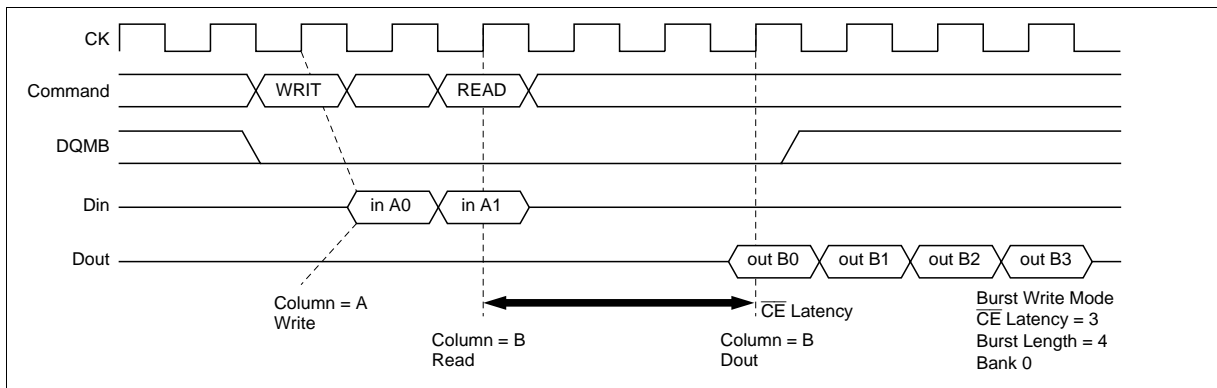 CK
Command
WRIT
READ
DQMB
Din
in A0
in A1
Dout
out B0
out B1
out B2
out B3
Column = A
Write
Column = B
Read
CE Latency
Column = B
Dout
Burst Write Mode
CE Latency = 3
Burst Length = 4
Bank 0